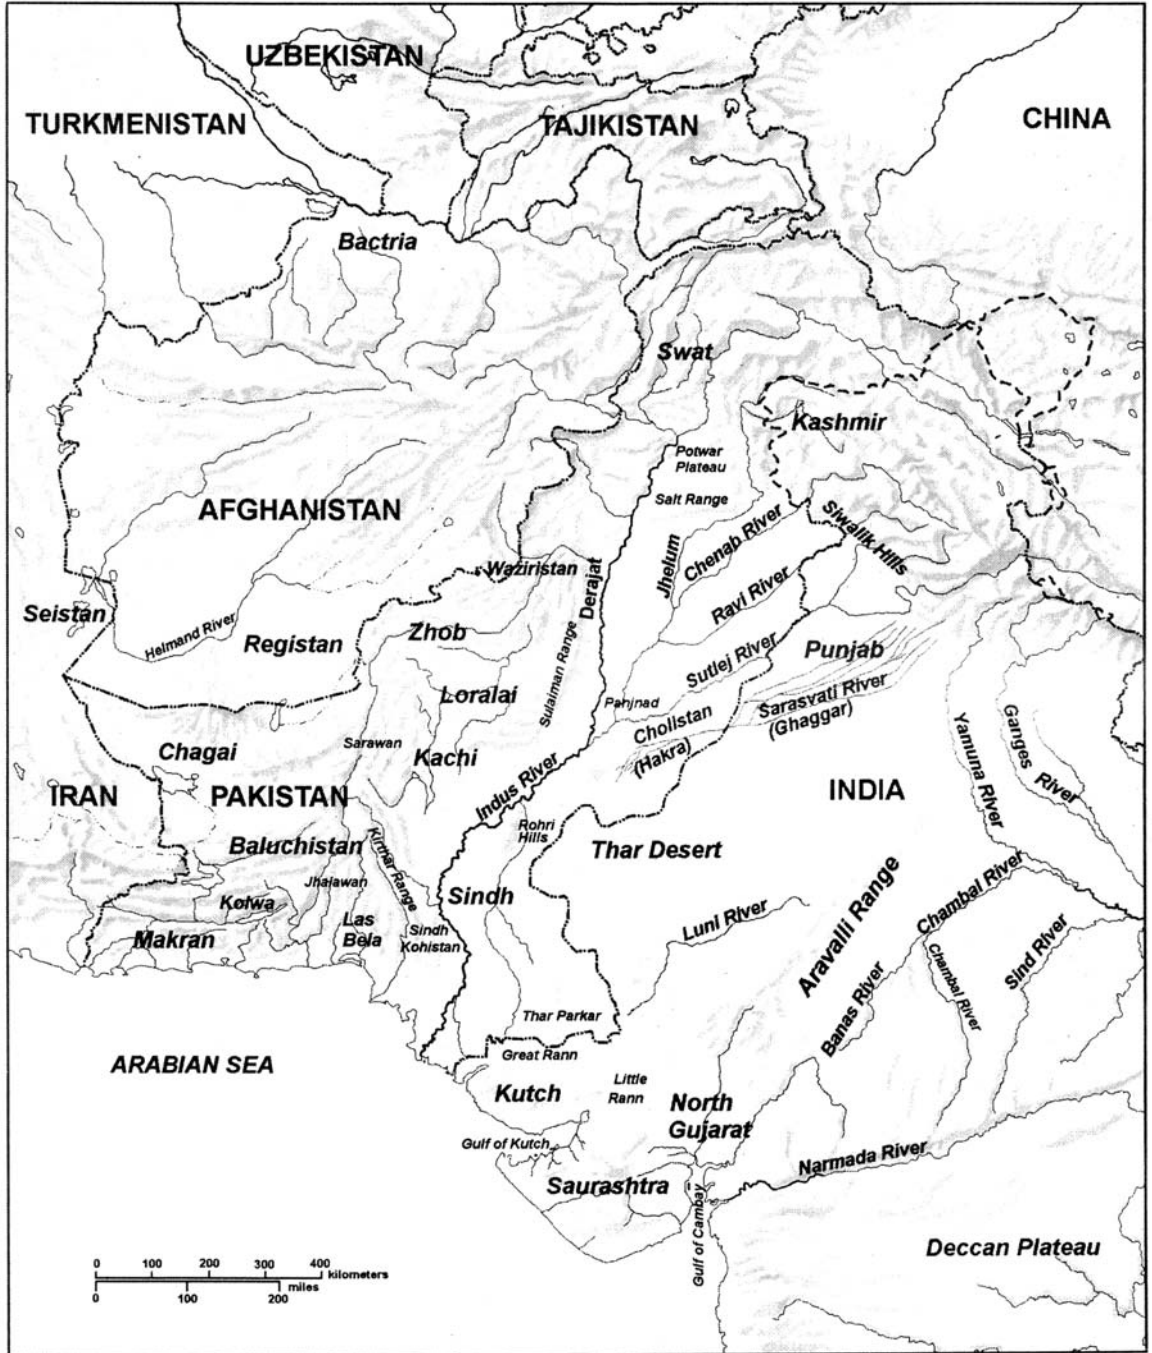 UZBEKISTAN
TURKMENISTAN
TAJIKISTAN
CHINA
Bactria
Swat
Kashmir
Potwar
Plateau
Salt Range
AFGHANISTAN
Siwalik Hills
Chenab River
Jhelum
Waziristan
Derajat
Ravi River
Seistan
Helmand River
Registan
Zhob
Sulaiman Range
Punjab
Sutlej River
Loralai
Panjnad
Sarasvati River
(Ghaggar)
Cholistan
(Hakra)
Yamuna River
Ganges
River
Sarawan
Chagai
Kachi
Indus River
IRAN
PAKISTAN
INDIA
Rohri
Hills
Baluchistan
Kirthar Range
Thar Desert
Jhalawan
Kolwa
Sindh
Las
Bela
Makran
Sindh
Kohistan
Luni River
Aravalli Range
Chambal River
Banas River
Chambal River
Sind River
Thar Parkar
Great Rann
ARABIAN SEA
Kutch
Little
Rann
North
Gujarat
Gulf of Kutch
Narmada River
Saurashtra
Gulf of Cambay
Deccan Plateau
0 100 200 300 400
kilometers
miles
0 100 200